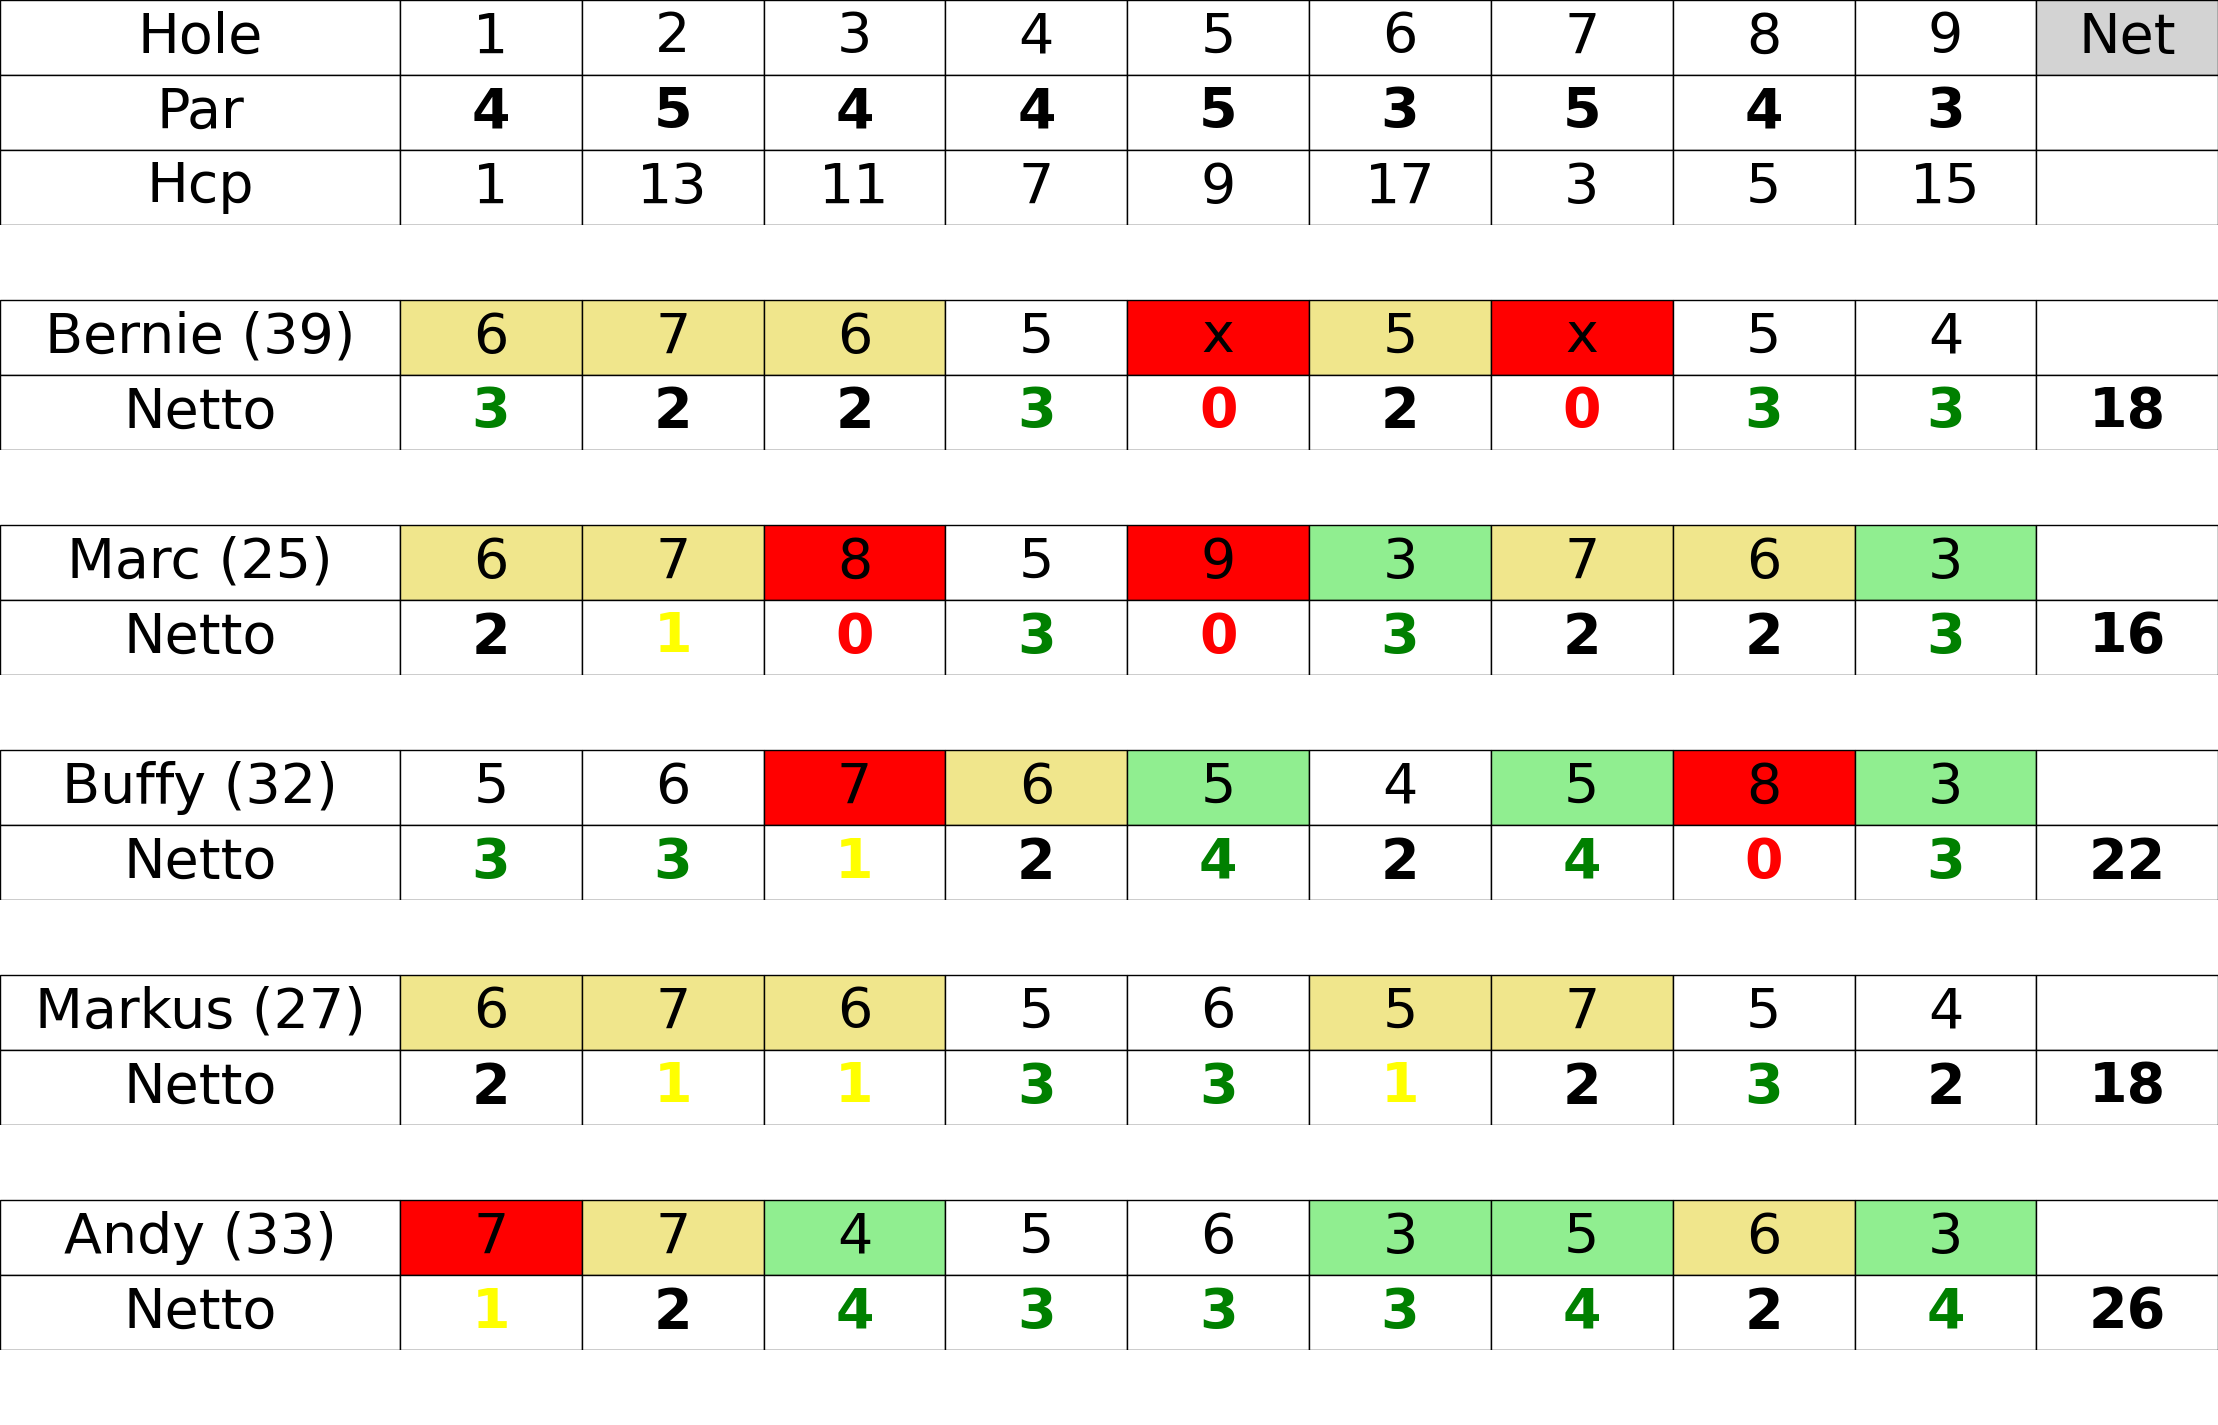 Hole 1 2 3 4 5 6 7 8 9 Net
Par 4 5 4 4 5 3 5 4 3
Hcp 1 13 11 7 9 17 3 5 15
Bernie (39) 6 7 6 5 x 5 x 5 4
Netto 3 2 2 3 0 2 0 3 3 18
Marc (25) 6 7 8 5 9 3 7 6 3
Netto 2 1 0 3 0 3 2 2 3 16
Buffy (32) 5 6 7 6 5 4 5 8 3
Netto 3 3 1 2 4 2 4 0 3 22
Markus (27) 6 7 6 5 6 5 7 5 4
Netto 2 1 1 3 3 1 2 3 2 18
Andy (33) 7 7 4 5 6 3 5 6 3
Netto 1 2 4 3 3 3 4 2 4 26